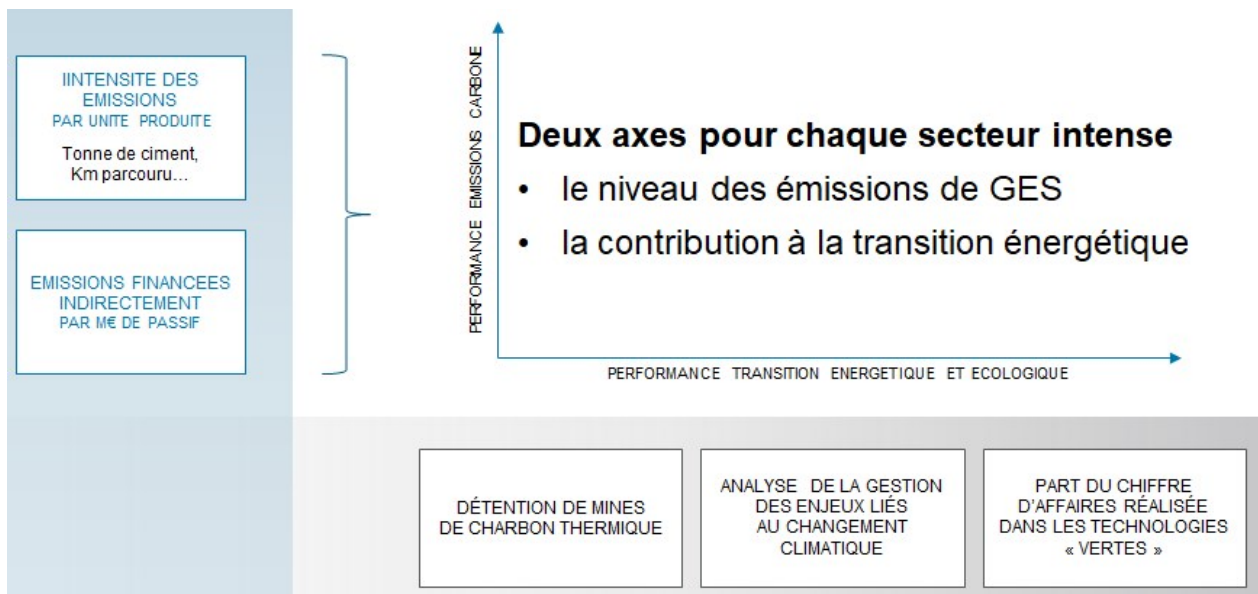 IINTENSITE DES
EMISSIONS
PAR UNITE PRODUITE
Tonne de ciment,
Km parcouru…
EMISSIONS FINANCEES
INDIRECTEMENT
PAR M€ DE PASSIF
PERFORMANCE EMISSIONS CARBONE
Deux axes pour chaque secteur intense
• le niveau des émissions de GES
• la contribution à la transition énergétique
PERFORMANCE TRANSITION ENERGETIQUE ET ECOLOGIQUE
DÉTENTION DE MINES
DE CHARBON THERMIQUE
ANALYSE DE LA GESTION
DES ENJEUX LIÉS
AU CHANGEMENT
CLIMATIQUE
PART DU CHIFFRE
D'AFFAIRES RÉALISÉE
DANS LES TECHNOLOGIES
« VERTES »